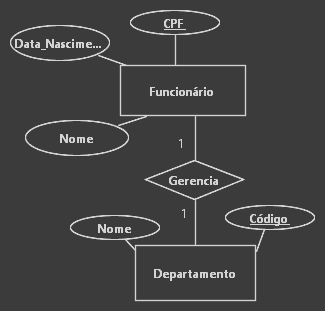 CPF
Data_Nascime...
Funcionário
Nome
1
Gerencia
1
Código
Nome
Departamento